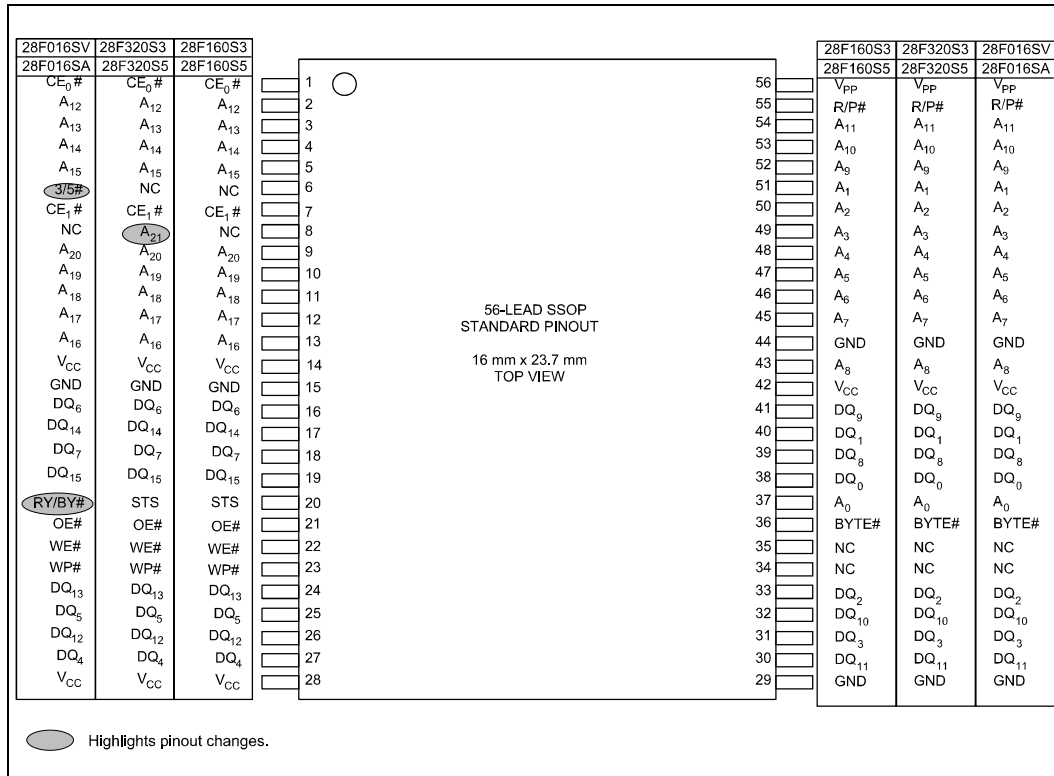 28F016SV 28F320S3 28F160S3 28F160S3 28F320S3 28F016SV
28F016SA 28F320S5 28F160S5 28F160S5 28F320S5 28F016SA
CE0# CE0# CE0# 1 56 VPP VPP VPP
A12 A12 A12 2 55 R/P# R/P# R/P#
A13 A13 A13 3 54 A11 A11 A11
A14 A14 A14 4 53 A10 A10 A10
A15 A15 A15 5 52 A9 A9 A9
3/5# NC NC 6 51 A1 A1 A1
CE1# CE1# CE1# 7 50 A2 A2 A2
NC A21 NC 8 49 A3 A3 A3
A20 A20 A20 9 48 A4 A4 A4
A19 A19 A19 10 47 A5 A5 A5
A18 A18 A18 11 46 A6 A6 A6
A17 A17 A17 12 45 A7 A7 A7
A16 A16 A16 13 44 GND GND GND
VCC VCC VCC 14 43 A8 A8 A8
GND GND GND 15 42 VCC VCC VCC
DQ6 DQ6 DQ6 16 41 DQ9 DQ9 DQ9
DQ14 DQ14 DQ14 17 40 DQ1 DQ1 DQ1
DQ7 DQ7 DQ7 18 39 DQ8 DQ8 DQ8
DQ15 DQ15 DQ15 19 38 DQ0 DQ0 DQ0
RY/BY# STS STS 20 37 A0 A0 A0
OE# OE# OE# 21 36 BYTE# BYTE# BYTE#
WE# WE# WE# 22 35 NC NC NC
WP# WP# WP# 23 34 NC NC NC
DQ13 DQ13 DQ13 24 33 DQ2 DQ2 DQ2
DQ5 DQ5 DQ5 25 32 DQ10 DQ10 DQ10
DQ12 DQ12 DQ12 26 31 DQ3 DQ3 DQ3
DQ4 DQ4 DQ4 27 30 DQ11 DQ11 DQ11
VCC VCC VCC 28 29 GND GND GND
56-LEAD SSOP
STANDARD PINOUT
16 mm x 23.7 mm
TOP VIEW
Highlights pinout changes.